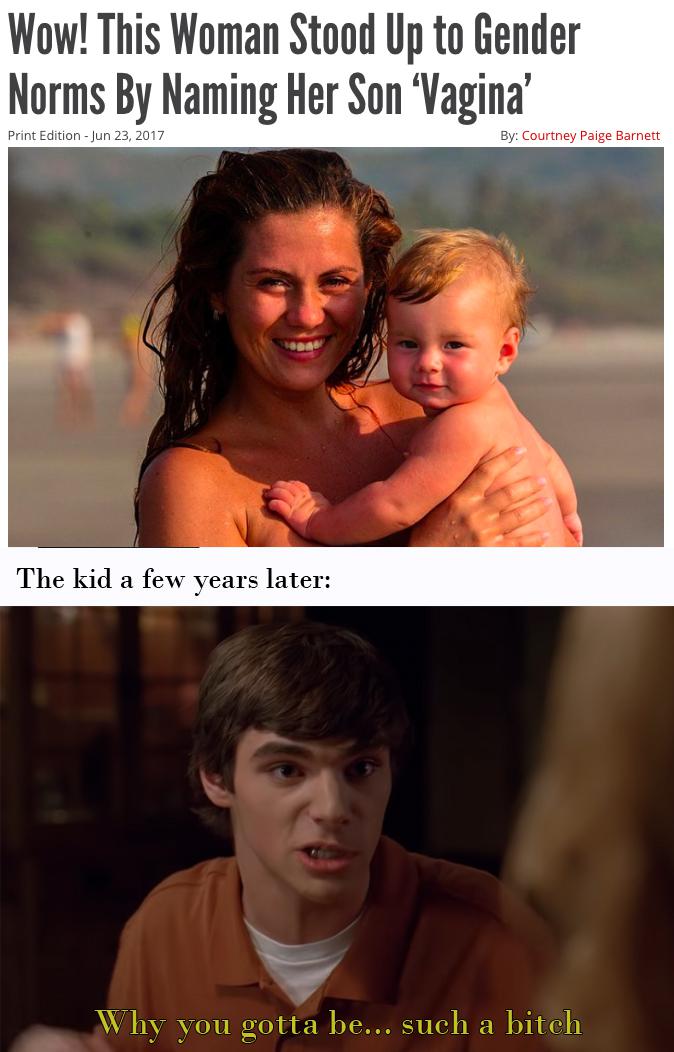 Wow! This Woman Stood Up to Gender
Norms By Naming Her Son ‘Vagina’
Print Edition - Jun 23, 2017 By: Courtney Paige Barnett
The kid a few years later:
Why you gotta be... such a bitch